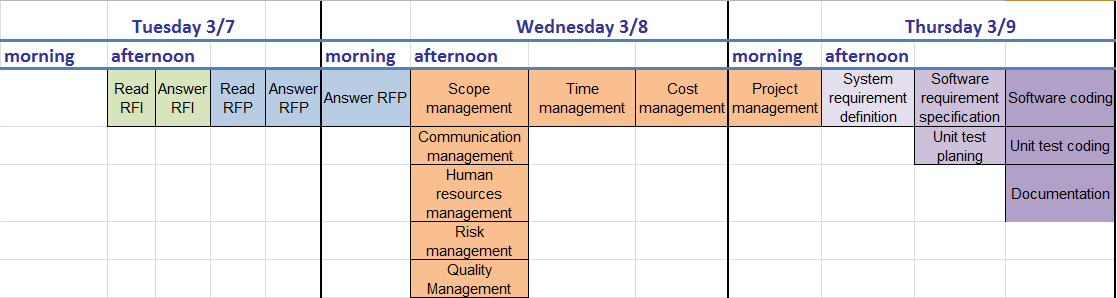 Tuesday 3/7 Wednesday 3/8 Thursday 3/9
morning afternoon morning afternoon morning afternoon
Read RFI Answer RFI Read RFP Answer RFP Answer RFP Scope management Time management Cost management Project management System requirement definition Software requirement specification Software coding
Communication management Unit test planing Unit test coding
Human resources management Documentation
Risk management
Quality Management